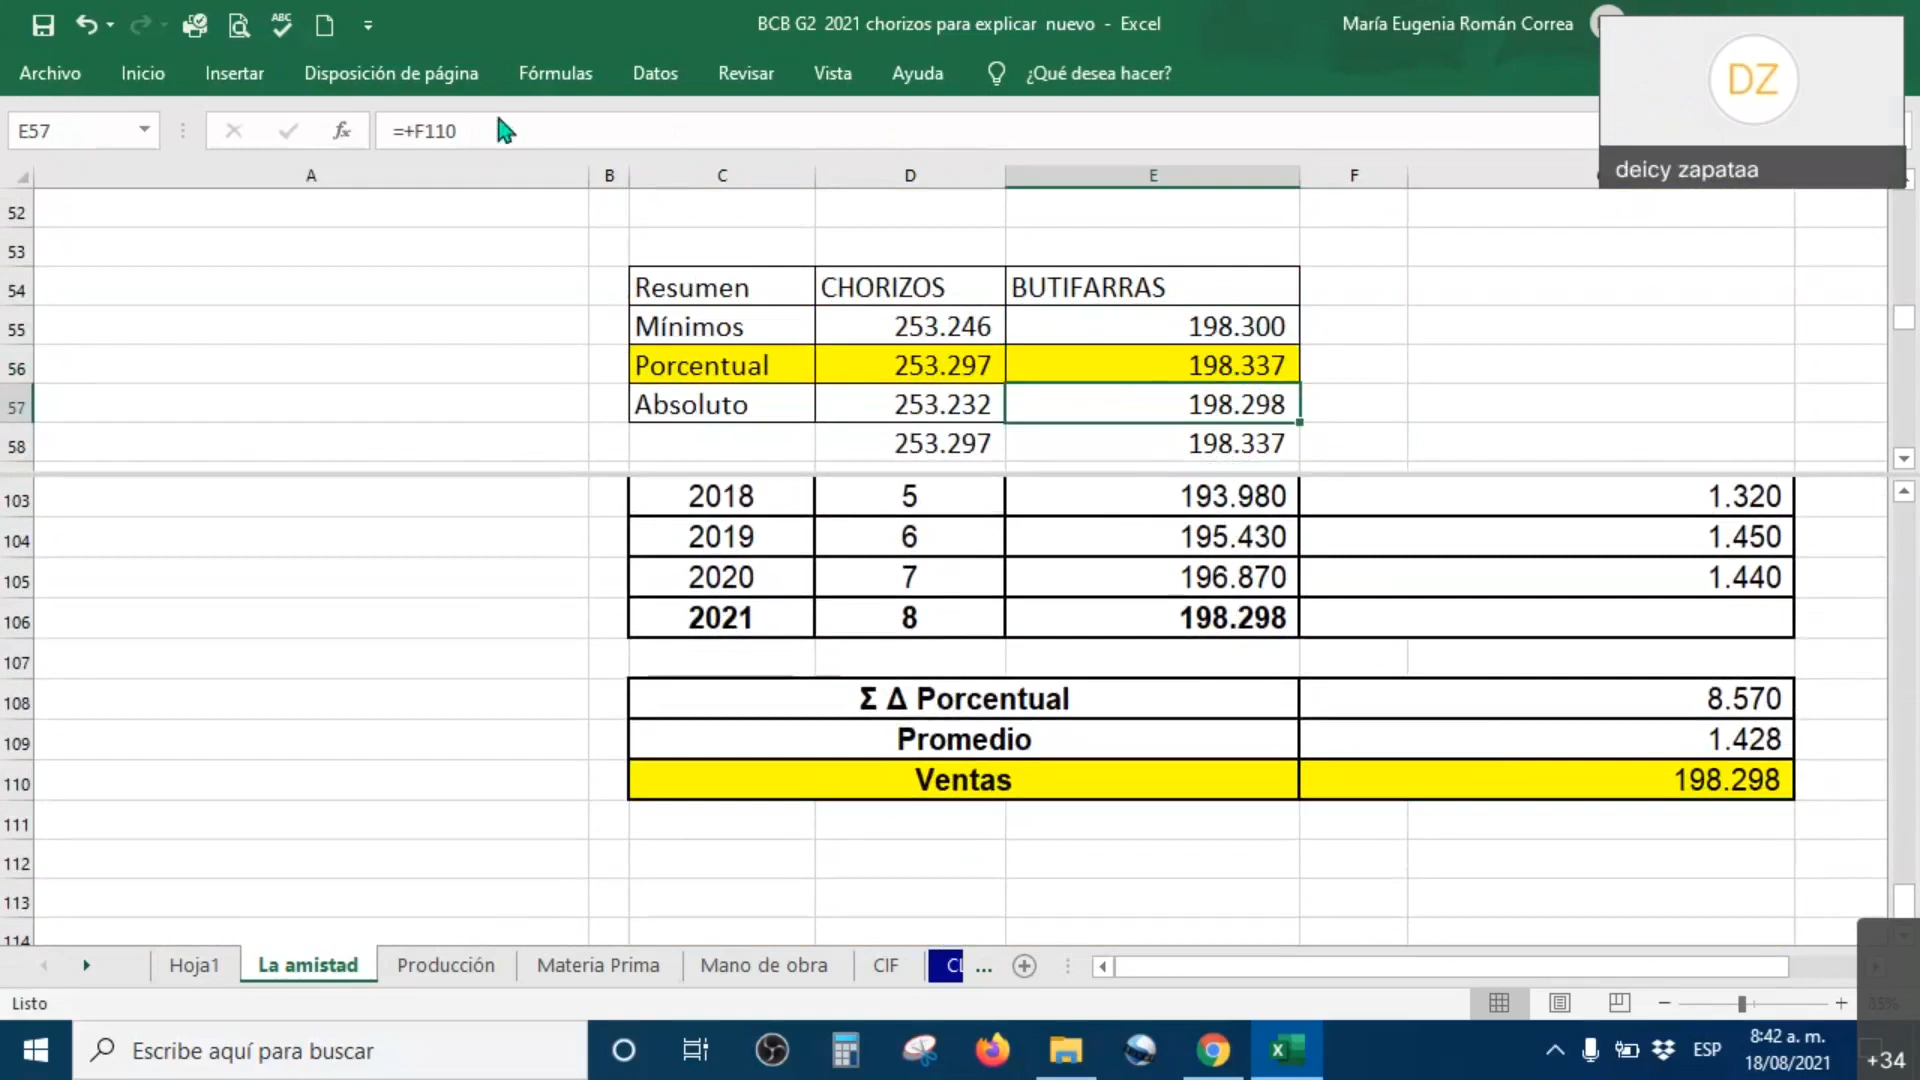 BCB G2 2021 chorizos para explicar nuevo - Excel
María Eugenia Román Correa
Archivo Inicio Insertar Disposición de página Fórmulas Datos Revisar Vista Ayuda ¿Qué desea hacer?
DZ
deicy zapataa
E57 fx =+F110
A B C D E F
52
53
54 Resumen CHORIZOS BUTIFARRAS
55 Mínimos 253.246 198.300
56 Porcentual 253.297 198.337
57 Absoluto 253.232 198.298
58 253.297 198.337
103 2018 5 193.980 1.320
104 2019 6 195.430 1.450
105 2020 7 196.870 1.440
106 2021 8 198.298
107
108 Σ Δ Porcentual 8.570
109 Promedio 1.428
110 Ventas 198.298
111
112
113
114
Hoja1 La amistad Producción Materia Prima Mano de obra CIF ...
Listo
Escribe aquí para buscar
ESP
8:42 a. m.
18/08/2021
+34